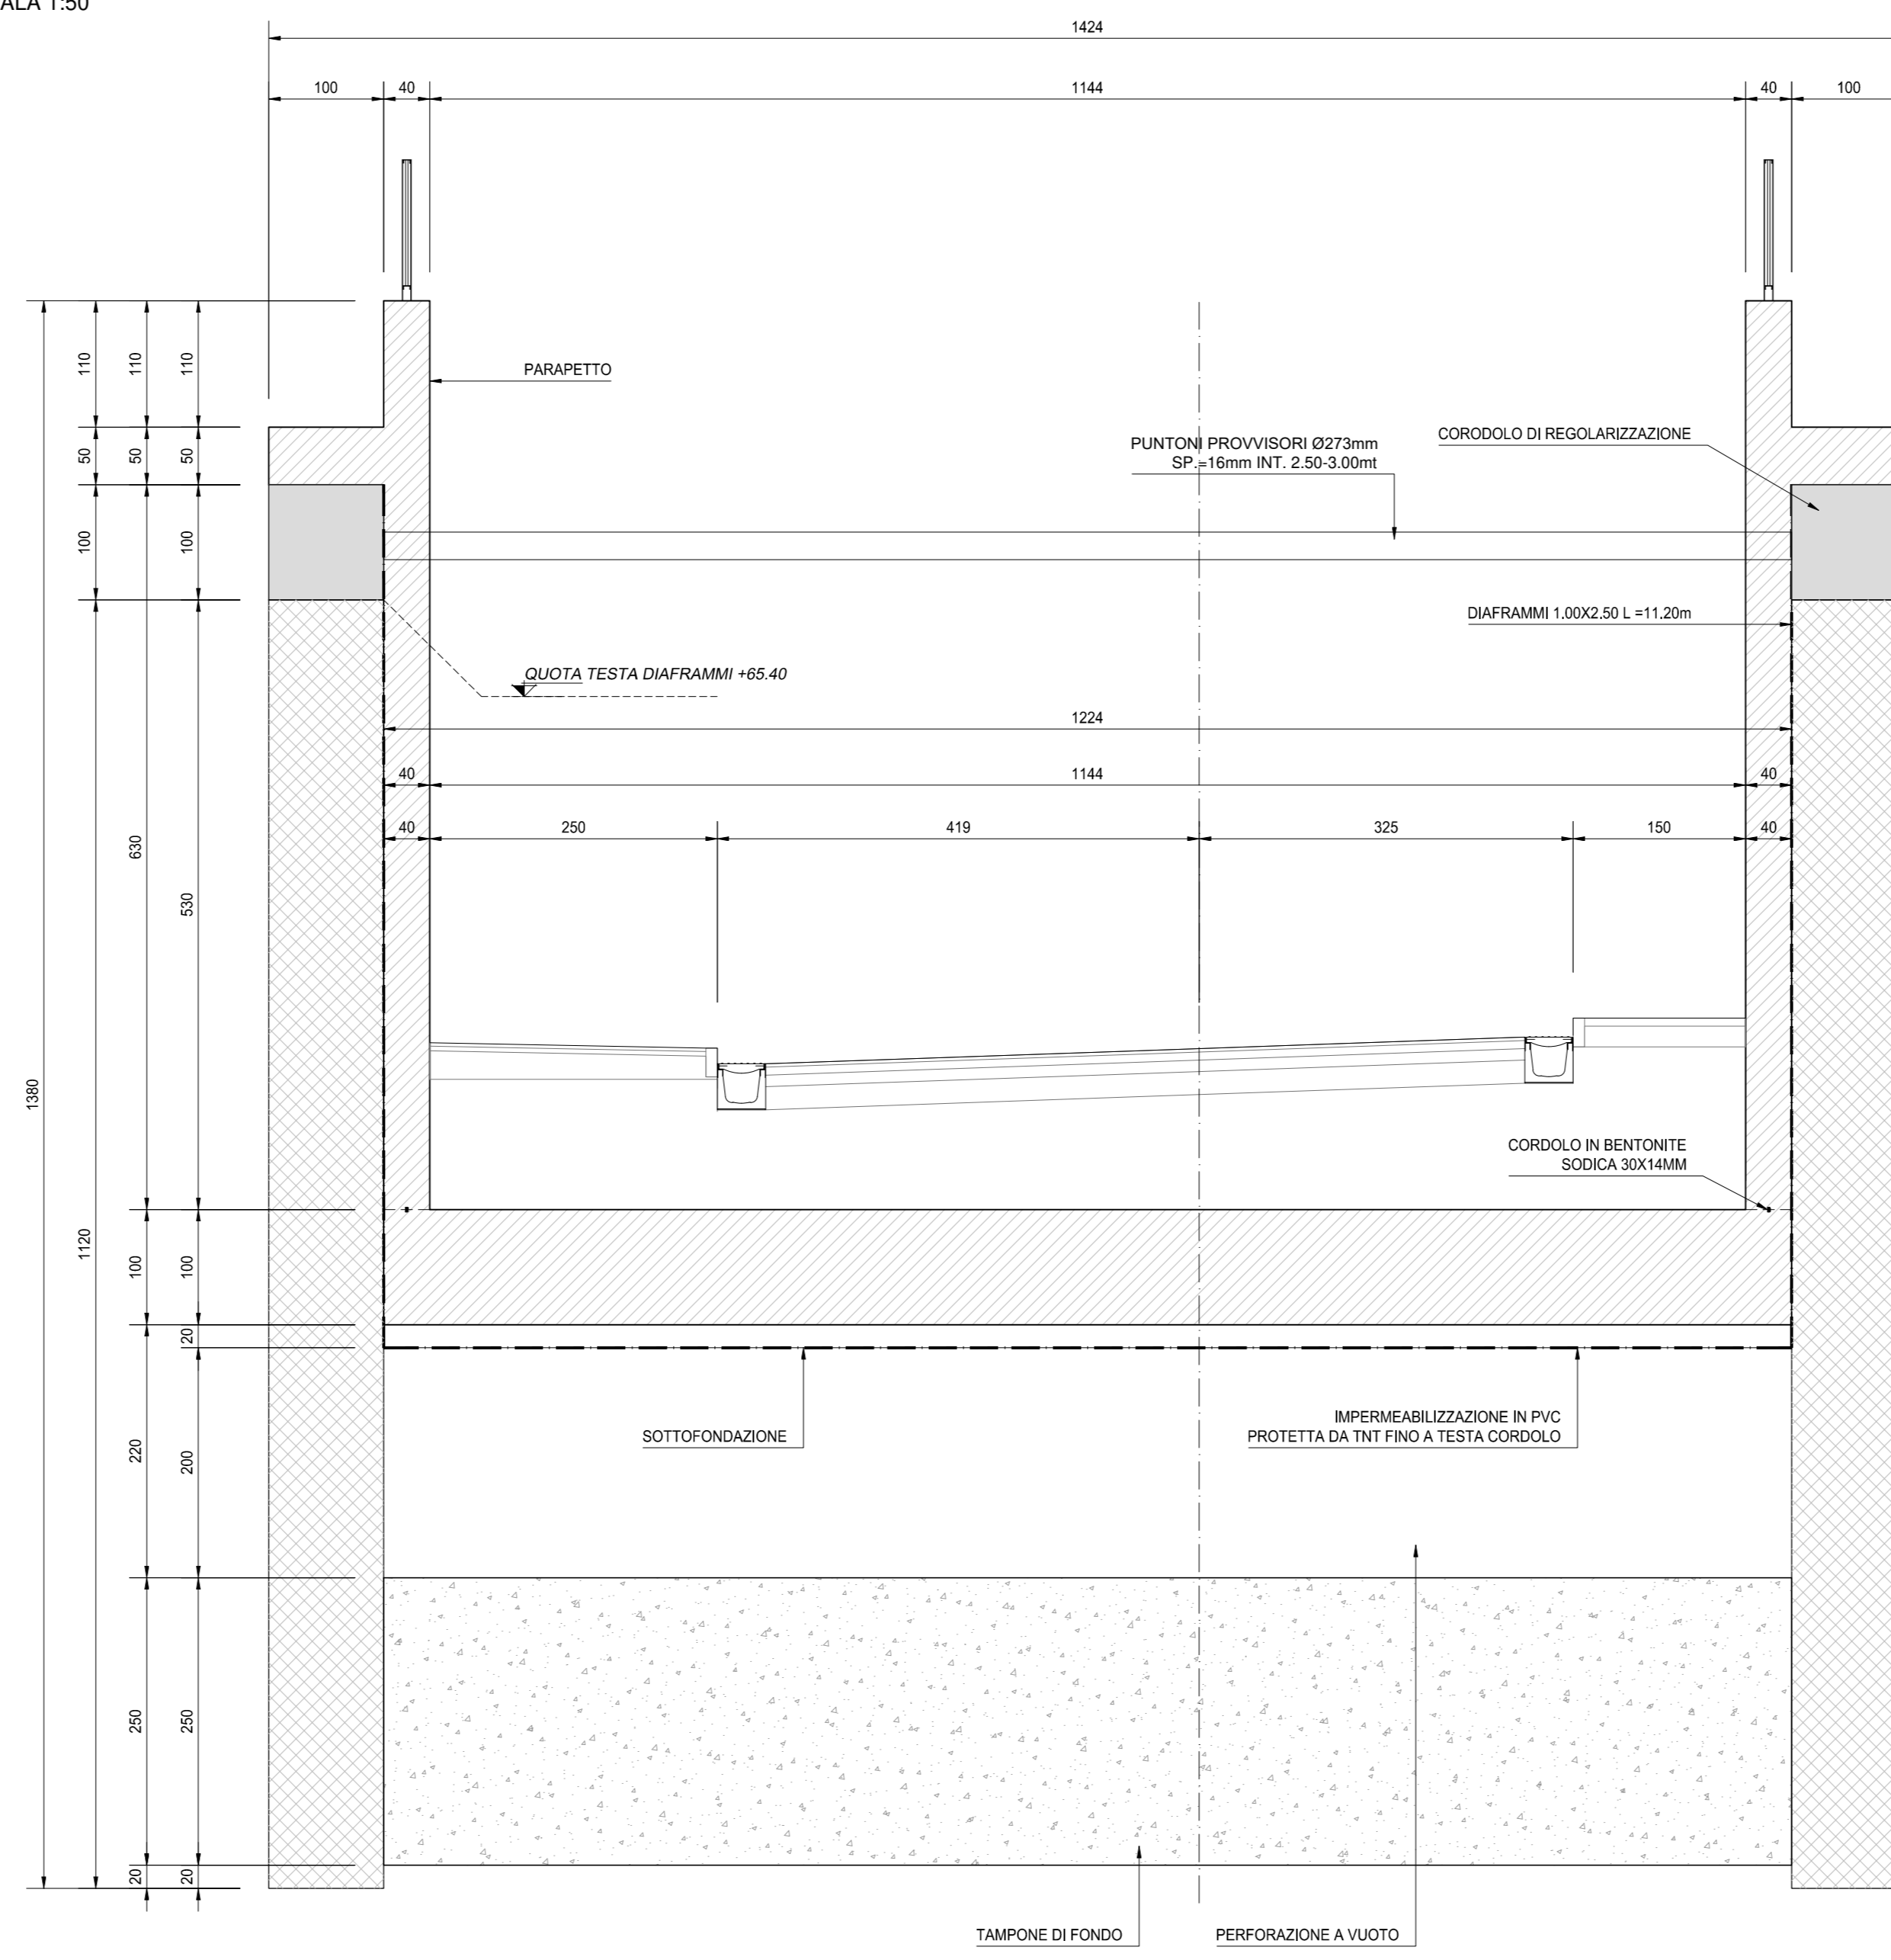 ALA 1:50
1424
100
40
1144
40
100
110
110
110
PARAPETTO
50
50
50
PUNTONI PROVVISORI Ø273mm
SP.=16mm INT. 2.50-3.00mt
CORODOLO DI REGOLARIZZAZIONE
100
100
DIAFRAMMI 1.00X2.50 L =11.20m
QUOTA TESTA DIAFRAMMI +65.40
1224
40
1144
40
40
250
419
325
150
40
630
530
1380
1120
CORDOLO IN BENTONITE
SODICA 30X14MM
100
100
20
SOTTOFONDAZIONE
IMPERMEABILIZZAZIONE IN PVC
PROTETTA DA TNT FINO A TESTA CORDOLO
220
200
250
250
20
20
TAMPONE DI FONDO
PERFORAZIONE A VUOTO